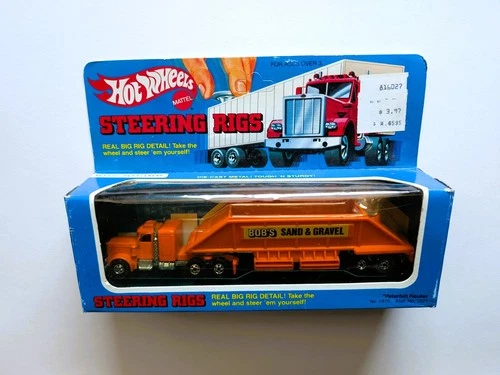 FOR AGES OVER 3
Hot Wheels
MATTEL
STEERING RIGS
REAL BIG RIG DETAIL! Take the
wheel and steer 'em yourself!
$ 3.97
DIE-CAST METAL! TOUGH 'N STURDY!
BOB'S SAND & GRAVEL
STEERING RIGS
REAL BIG RIG DETAIL! Take the
wheel and steer 'em yourself!